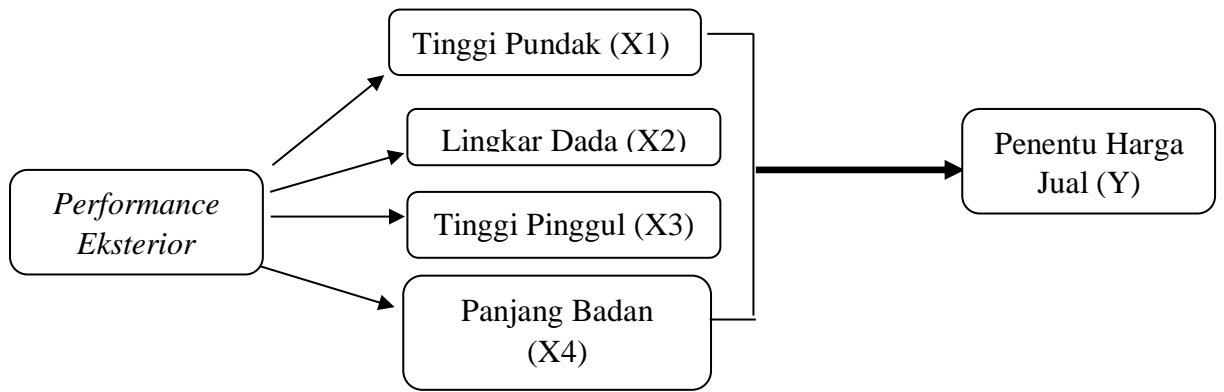 Tinggi Pundak (X1)
Lingkar Dada (X2)
Penentu Harga
Jual (Y)
Performance
Eksterior
Tinggi Pinggul (X3)
Panjang Badan
(X4)